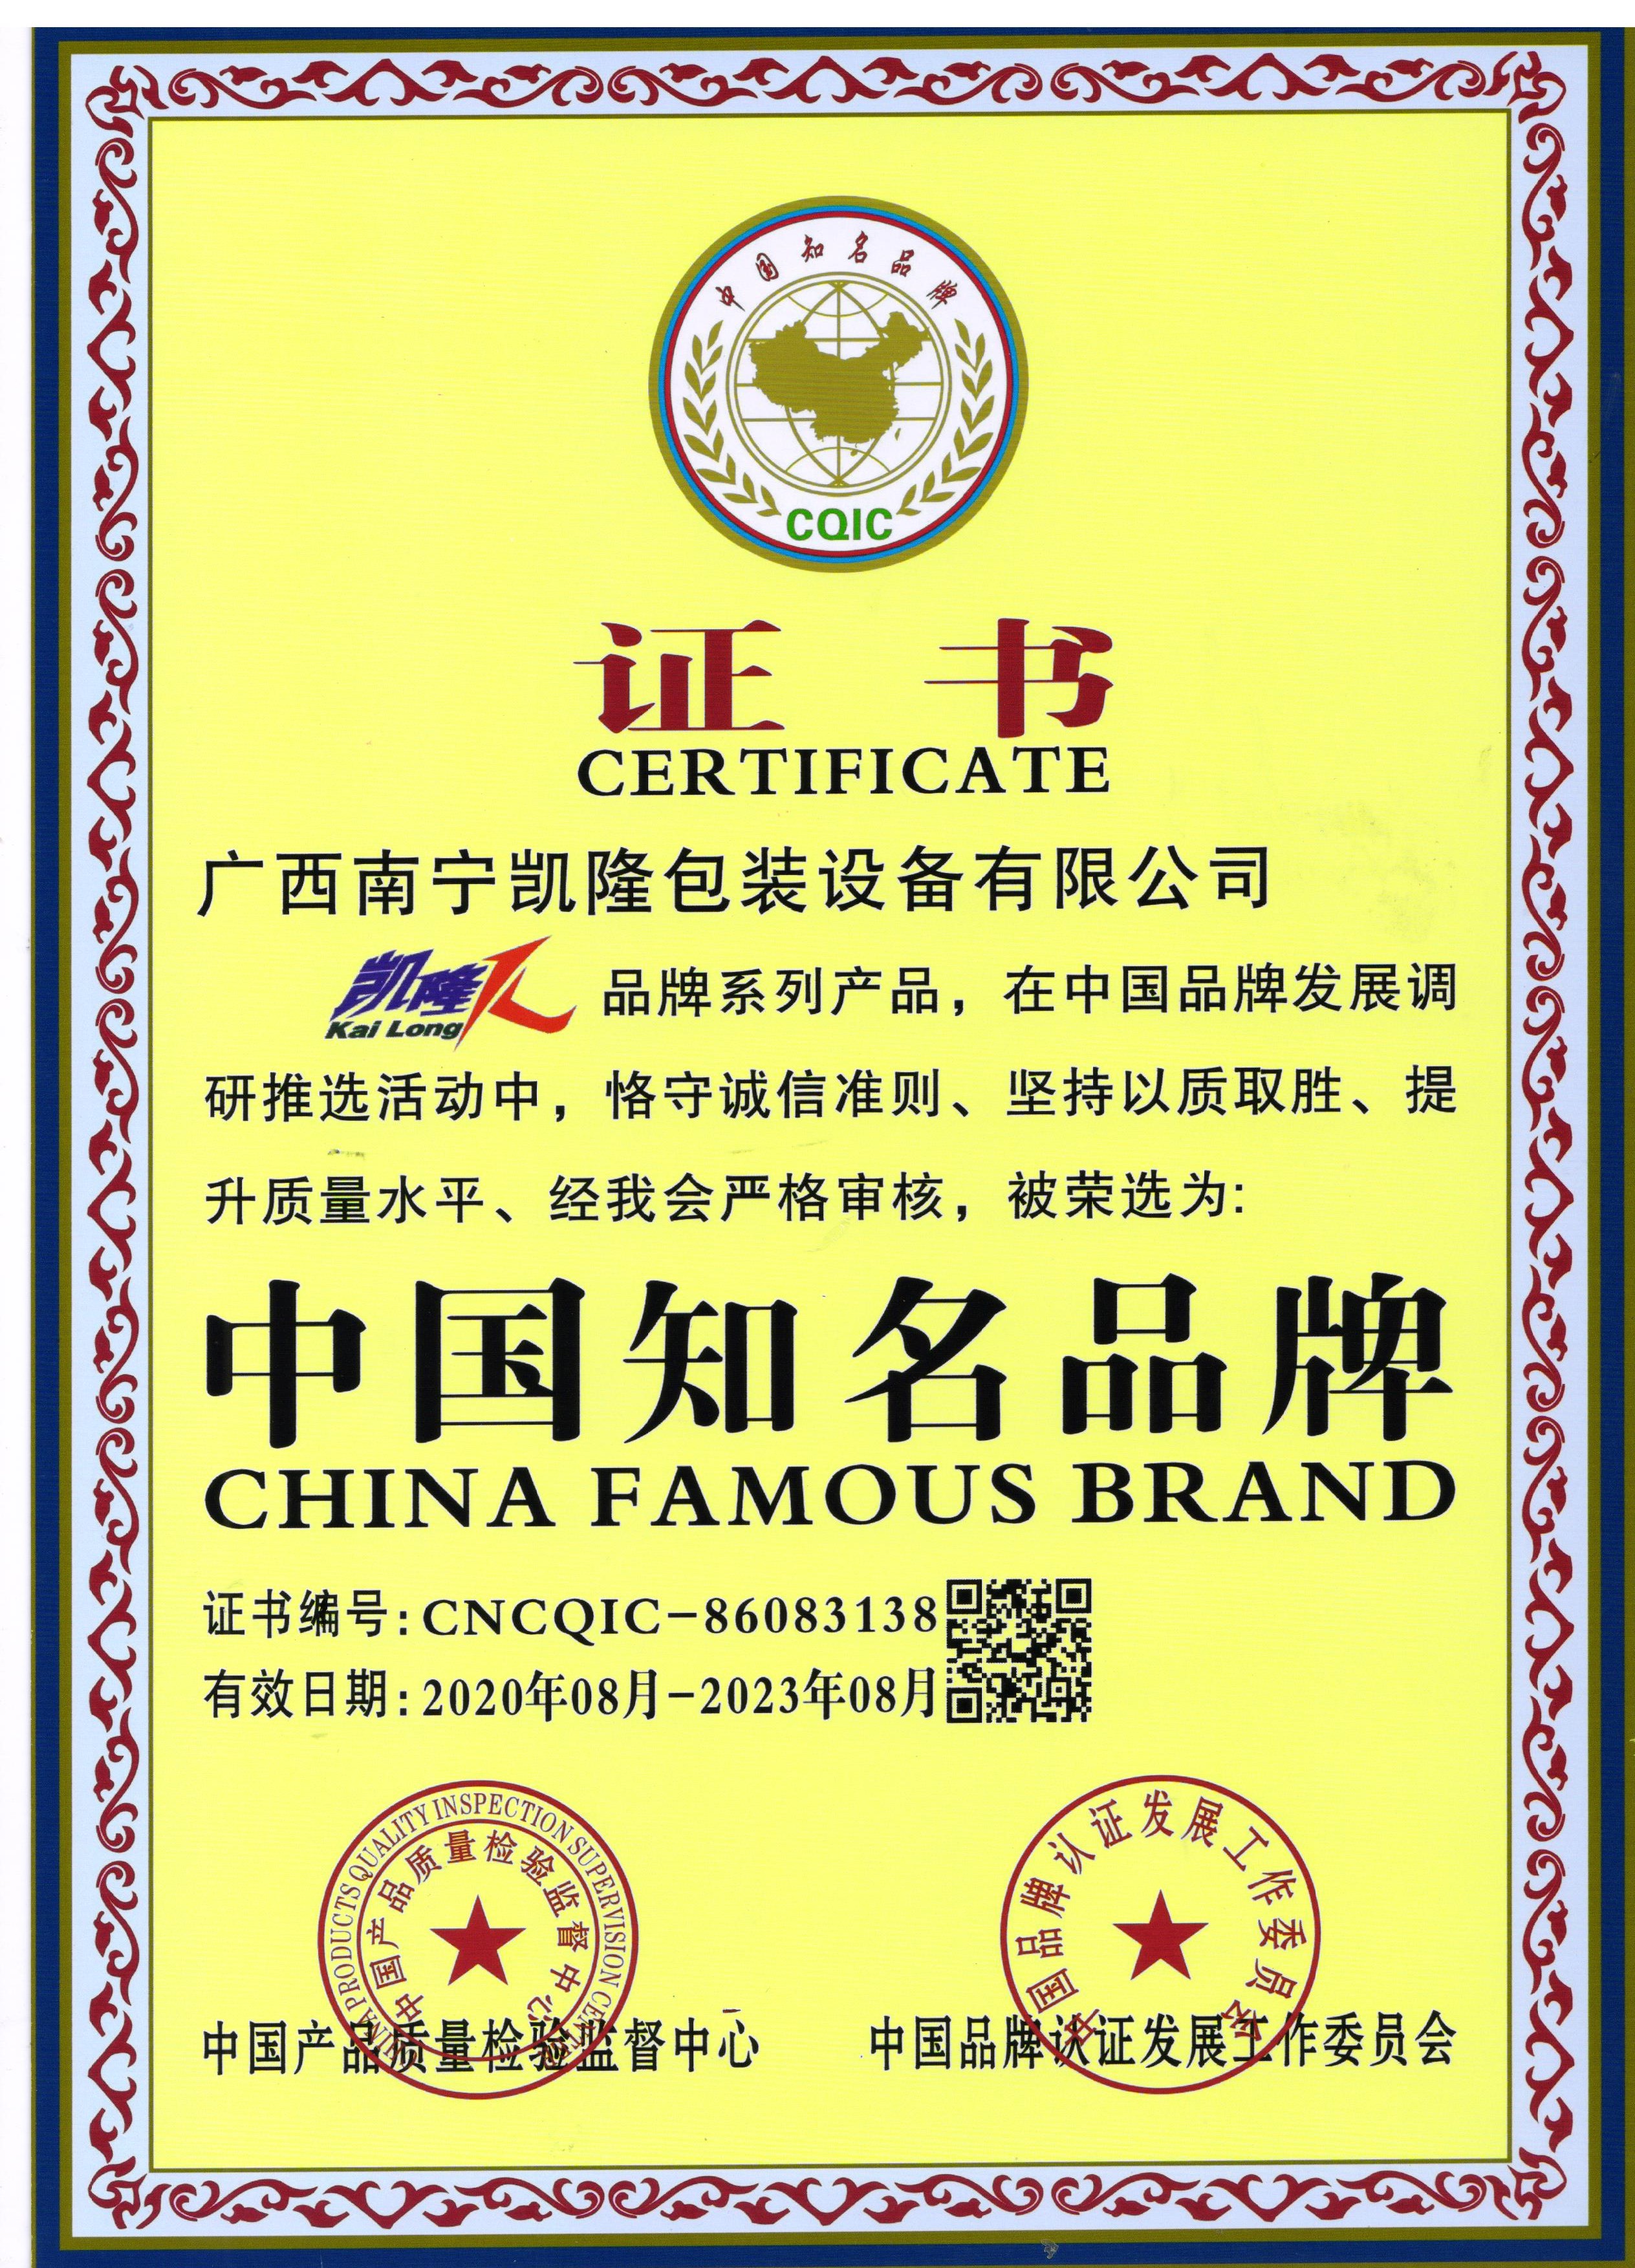 中国知名品牌
CQIC
证书
CERTIFICATE
广西南宁凯隆包装设备有限公司
凯隆 品牌系列产品，在中国品牌发展调
Kai Long
研推选活动中，恪守诚信准则、坚持以质取胜、提
升质量水平、经我会严格审核，被荣选为:
中国知名品牌
CHINA FAMOUS BRAND
证书编号:CNCQIC-86083138
有效日期:2020年08月-2023年08月
CHINA PRODUCTS QUALITY INSPECTION SUPERVISION CENTER
中国产品质量检验监督中心
中国品牌认证发展工作委员会
中国产品质量检验监督中心
中国品牌认证发展工作委员会